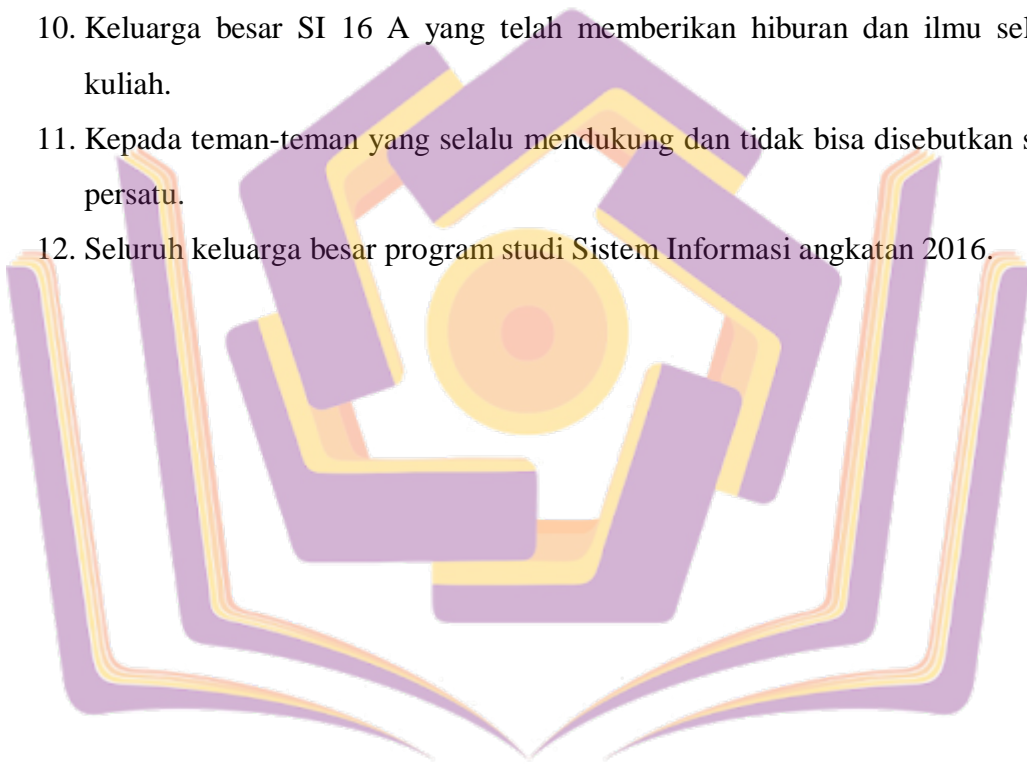 10. Keluarga besar SI 16 A yang telah memberikan hiburan dan ilmu
kuliah.
11. Kepada teman-teman yang selalu mendukung dan tidak bisa disebutkan
persatu.
12. Seluruh keluarga besar program studi Sistem Informasi angkatan 2016.